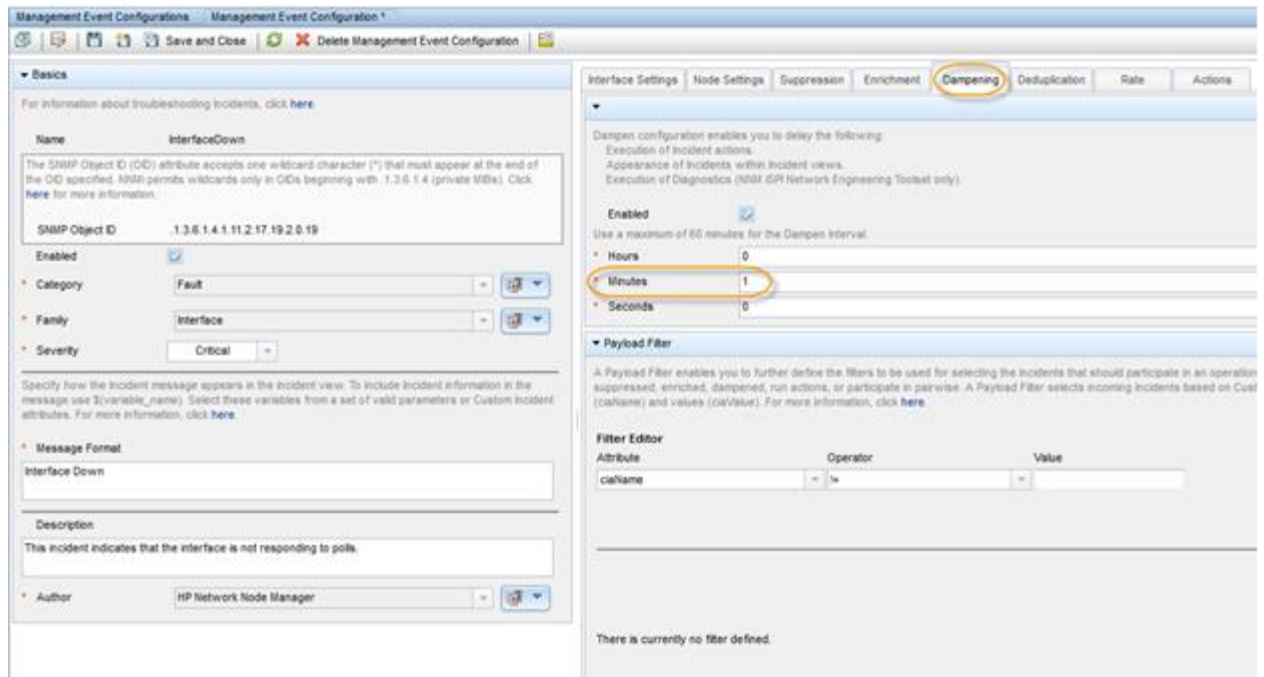 Management Event Configurations Management Event Configuration *
Save and Close Delete Management Event Configuration
Basics
For information about troubleshooting incidents, click here
Name InterfaceDown
The SNMP Object ID (OID) attribute accepts one wildcard character (*) that must appear at the end of
the OID specified. NNMi permits wildcards only in OIDs beginning with .1.3.6.1.4 (private MIBs). Click
here for more information.
SNMP Object ID .1.3.6.1.4.1.11.2.17.19.2.0.19
Enabled
* Category Fault
* Family Interface
* Severity Critical
Specify how the incident message appears in the incident view. To include incident information in the
message use $(variable_name). Select these variables from a set of valid parameters or Custom Incident
attributes. For more information, click here
* Message Format
Interface Down
Description
This incident indicates that the interface is not responding to polls.
* Author HP Network Node Manager
Interface Settings Node Settings Suppression Enrichment Dampening Deduplication Rate Actions
Dampen configuration enables you to delay the following:
Execution of Incident actions.
Appearance of Incidents within Incident views.
Execution of Diagnostics (NNM iSPI Network Engineering Toolset only).
Enabled
Use a maximum of 60 minutes for the Dampen Interval.
* Hours 0
* Minutes 1
* Seconds 0
Payload Filter
A Payload Filter enables you to further define the filters to be used for selecting the incidents that should participate in an operation
suppressed, enriched, dampened, run actions, or participate in pairwise. A Payload Filter selects incoming incidents based on Cust
(ciaName) and values (ciaValue). For more information, click here
Filter Editor
Attribute Operator Value
ciaName !=
There is currently no filter defined.